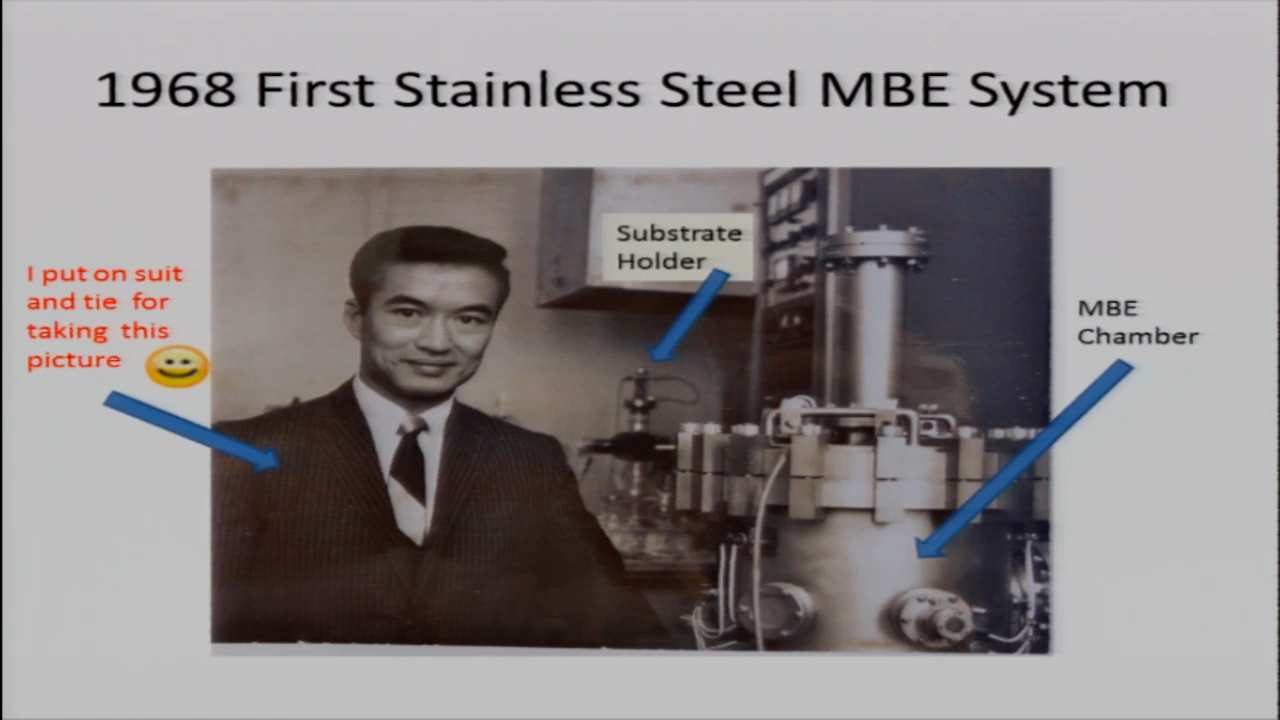 1968 First Stainless Steel MBE System
I put on suit
and tie for
taking this
picture
Substrate
Holder
MBE
Chamber